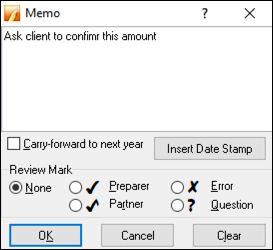 Memo ? X
Ask client to confimr this amount
Carry-forward to next year
Insert Date Stamp
Review Mark
None
Preparer
Error
Partner
? Question
OK
Cancel
Clear